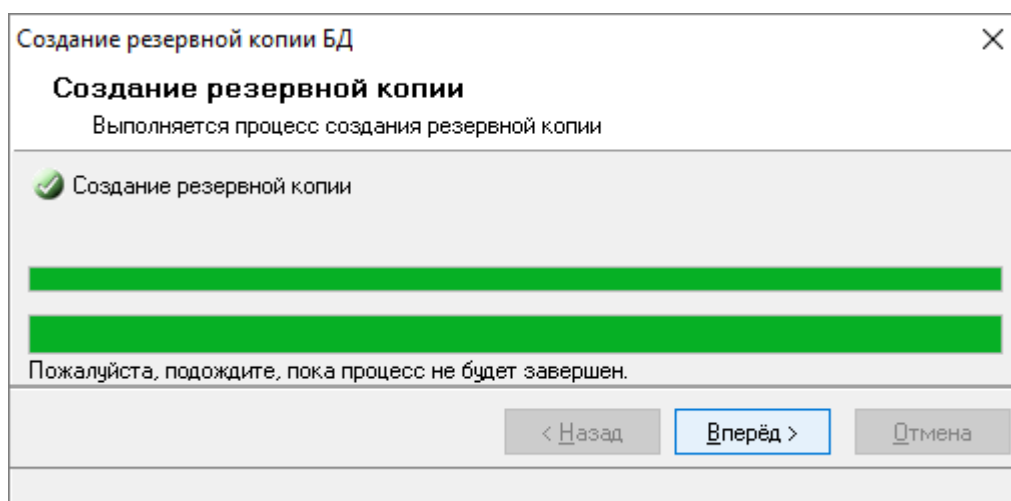 Создание резервной копии БД
Создание резервной копии
Выполняется процесс создания резервной копии
Создание резервной копии
Пожалуйста, подождите, пока процесс не будет завершен.
< Назад Вперёд > Отмена